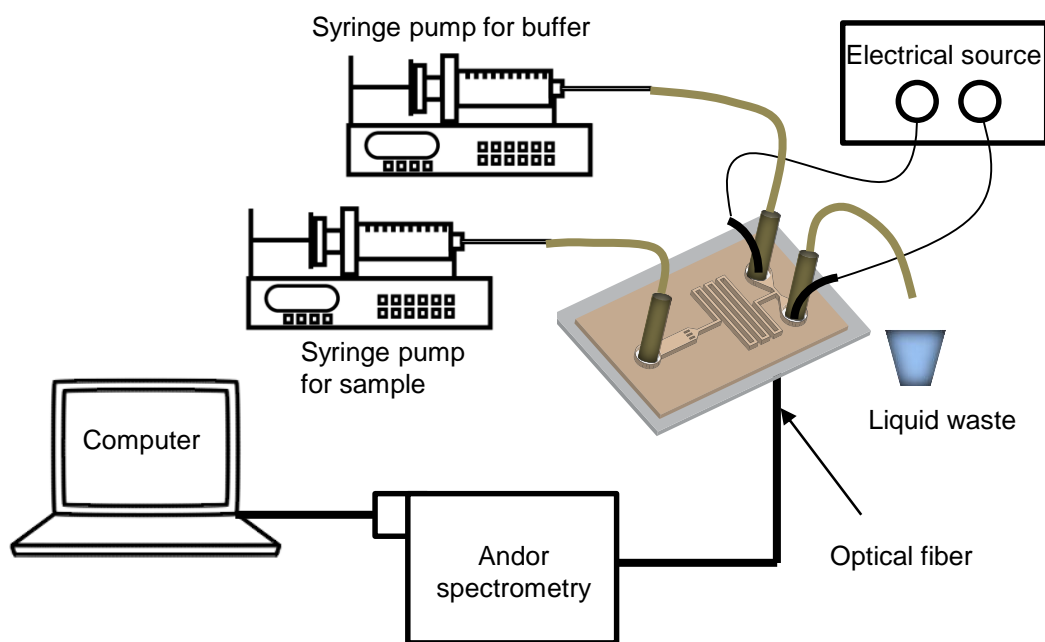 Syringe pump for buffer
Electrical source
Syringe pump
for sample
Liquid waste
Computer
Andor
spectrometry
Optical fiber